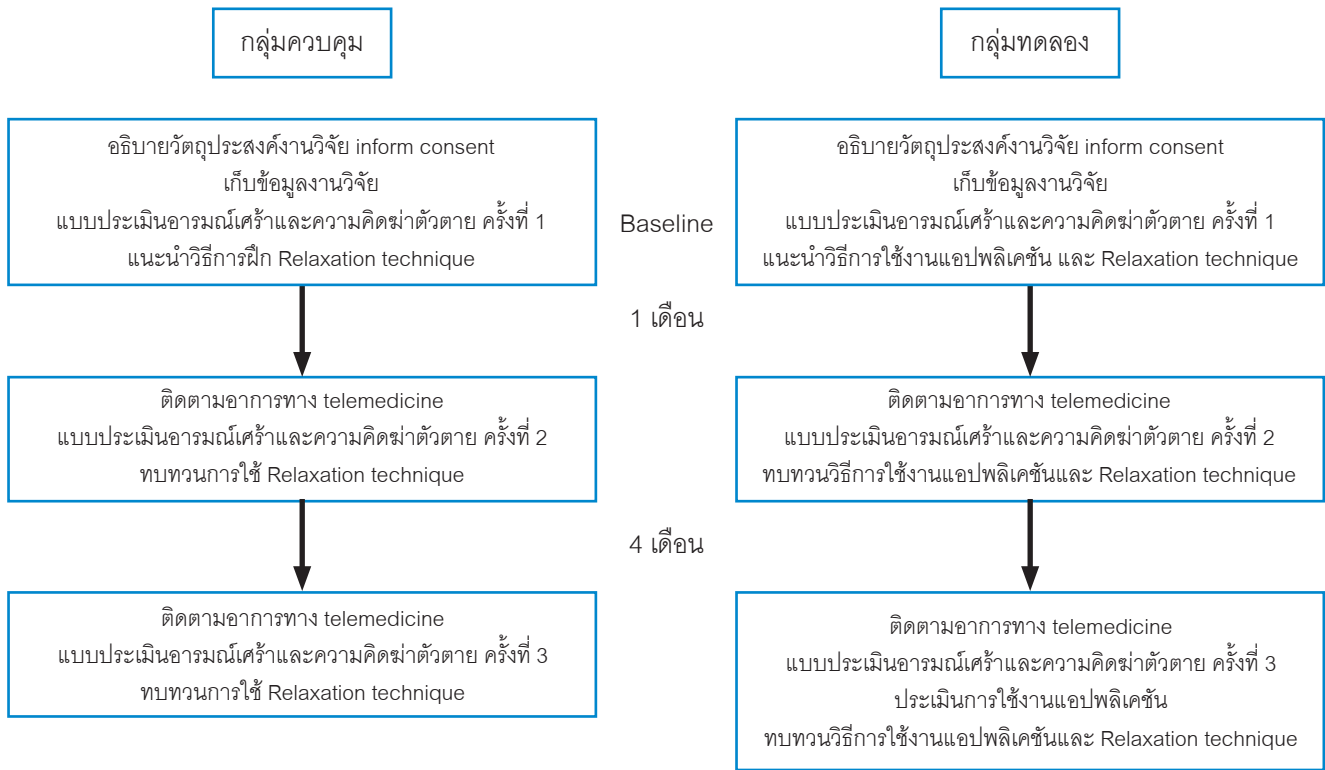 กลุ่มควบคุม
กลุ่มทดลอง
อธิบายวัตถุประสงค์งานวิจัย inform consent
เก็บข้อมูลงานวิจัย
แบบประเมินอารมณ์เศร้าและความคิดฆ่าตัวตาย ครั้งที่ 1
แนะนำวิธีการฝึก Relaxation technique
Baseline
อธิบายวัตถุประสงค์งานวิจัย inform consent
เก็บข้อมูลงานวิจัย
แบบประเมินอารมณ์เศร้าและความคิดฆ่าตัวตาย ครั้งที่ 1
แนะนำวิธีการใช้งานแอปพลิเคชัน และ Relaxation technique
1 เดือน
ติดตามอาการทาง telemedicine
แบบประเมินอารมณ์เศร้าและความคิดฆ่าตัวตาย ครั้งที่ 2
ทบทวนการใช้ Relaxation technique
ติดตามอาการทาง telemedicine
แบบประเมินอารมณ์เศร้าและความคิดฆ่าตัวตาย ครั้งที่ 2
ทบทวนวิธีการใช้งานแอปพลิเคชันและ Relaxation technique
4 เดือน
ติดตามอาการทาง telemedicine
แบบประเมินอารมณ์เศร้าและความคิดฆ่าตัวตาย ครั้งที่ 3
ทบทวนการใช้ Relaxation technique
ติดตามอาการทาง telemedicine
แบบประเมินอารมณ์เศร้าและความคิดฆ่าตัวตาย ครั้งที่ 3
ประเมินการใช้งานแอปพลิเคชัน
ทบทวนวิธีการใช้งานแอปพลิเคชันและ Relaxation technique